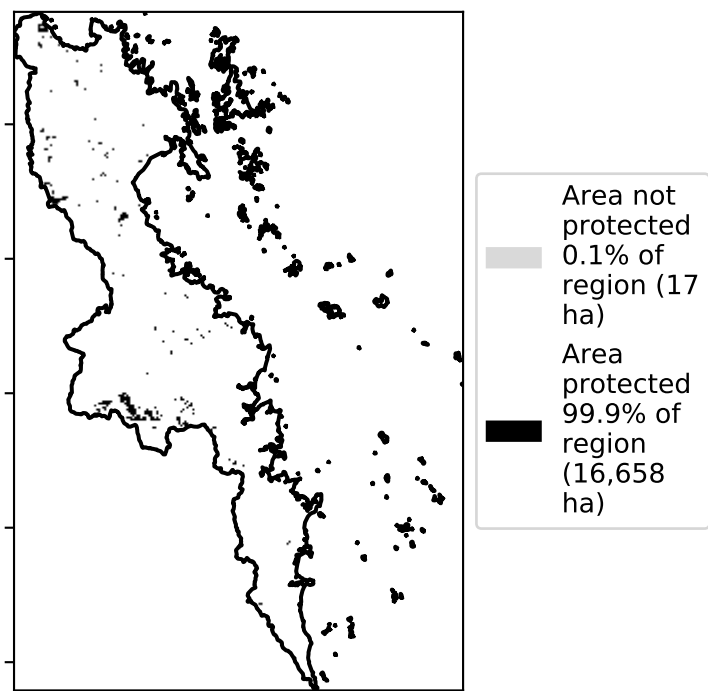 Area not
protected
0.1% of
region (17
ha)
Area
protected
99.9% of
region
(16,658
ha)